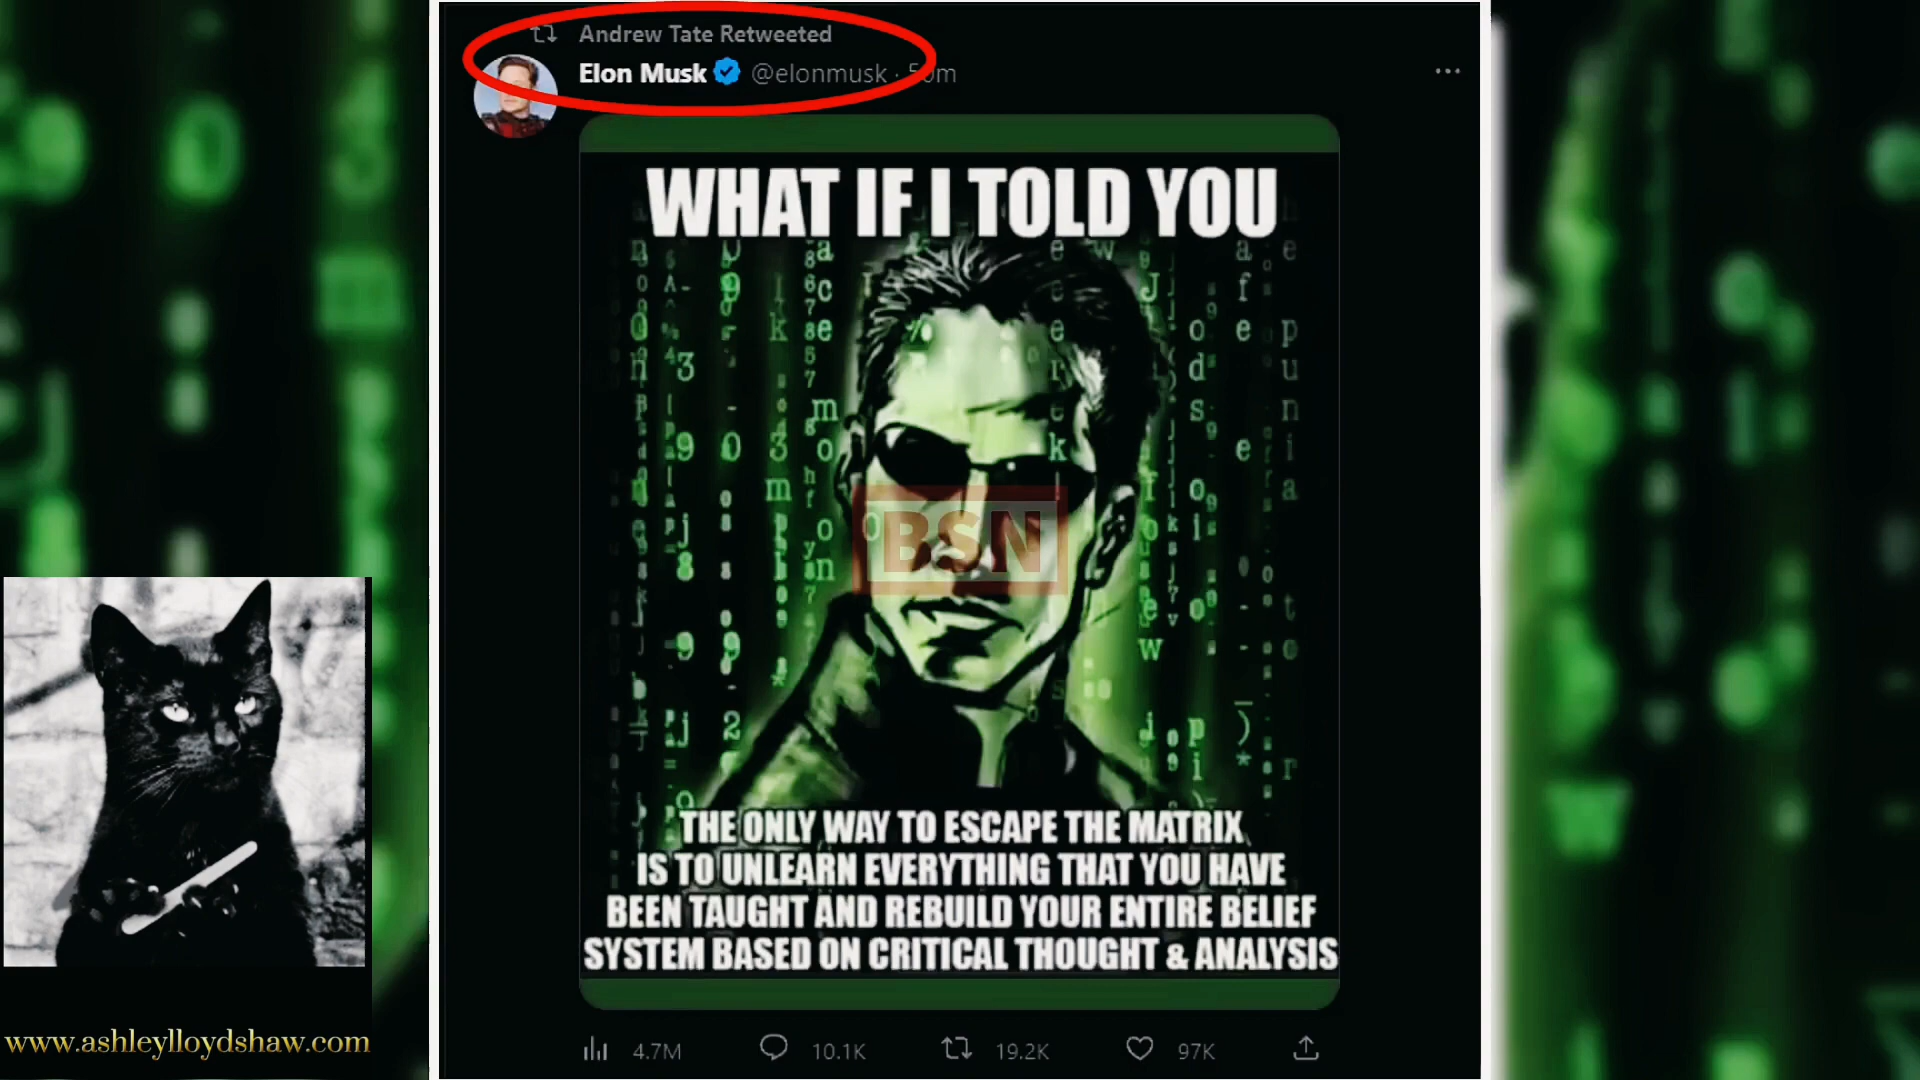 Andrew Tate Retweeted
Elon Musk @elonmusk · 50m
WHAT IF I TOLD YOU
BSN
THE ONLY WAY TO ESCAPE THE MATRIX
IS TO UNLEARN EVERYTHING THAT YOU HAVE
BEEN TAUGHT AND REBUILD YOUR ENTIRE BELIEF
SYSTEM BASED ON CRITICAL THOUGHT & ANALYSIS
4.7M 10.1K 19.2K 97K
www.ashleylloydshaw.com